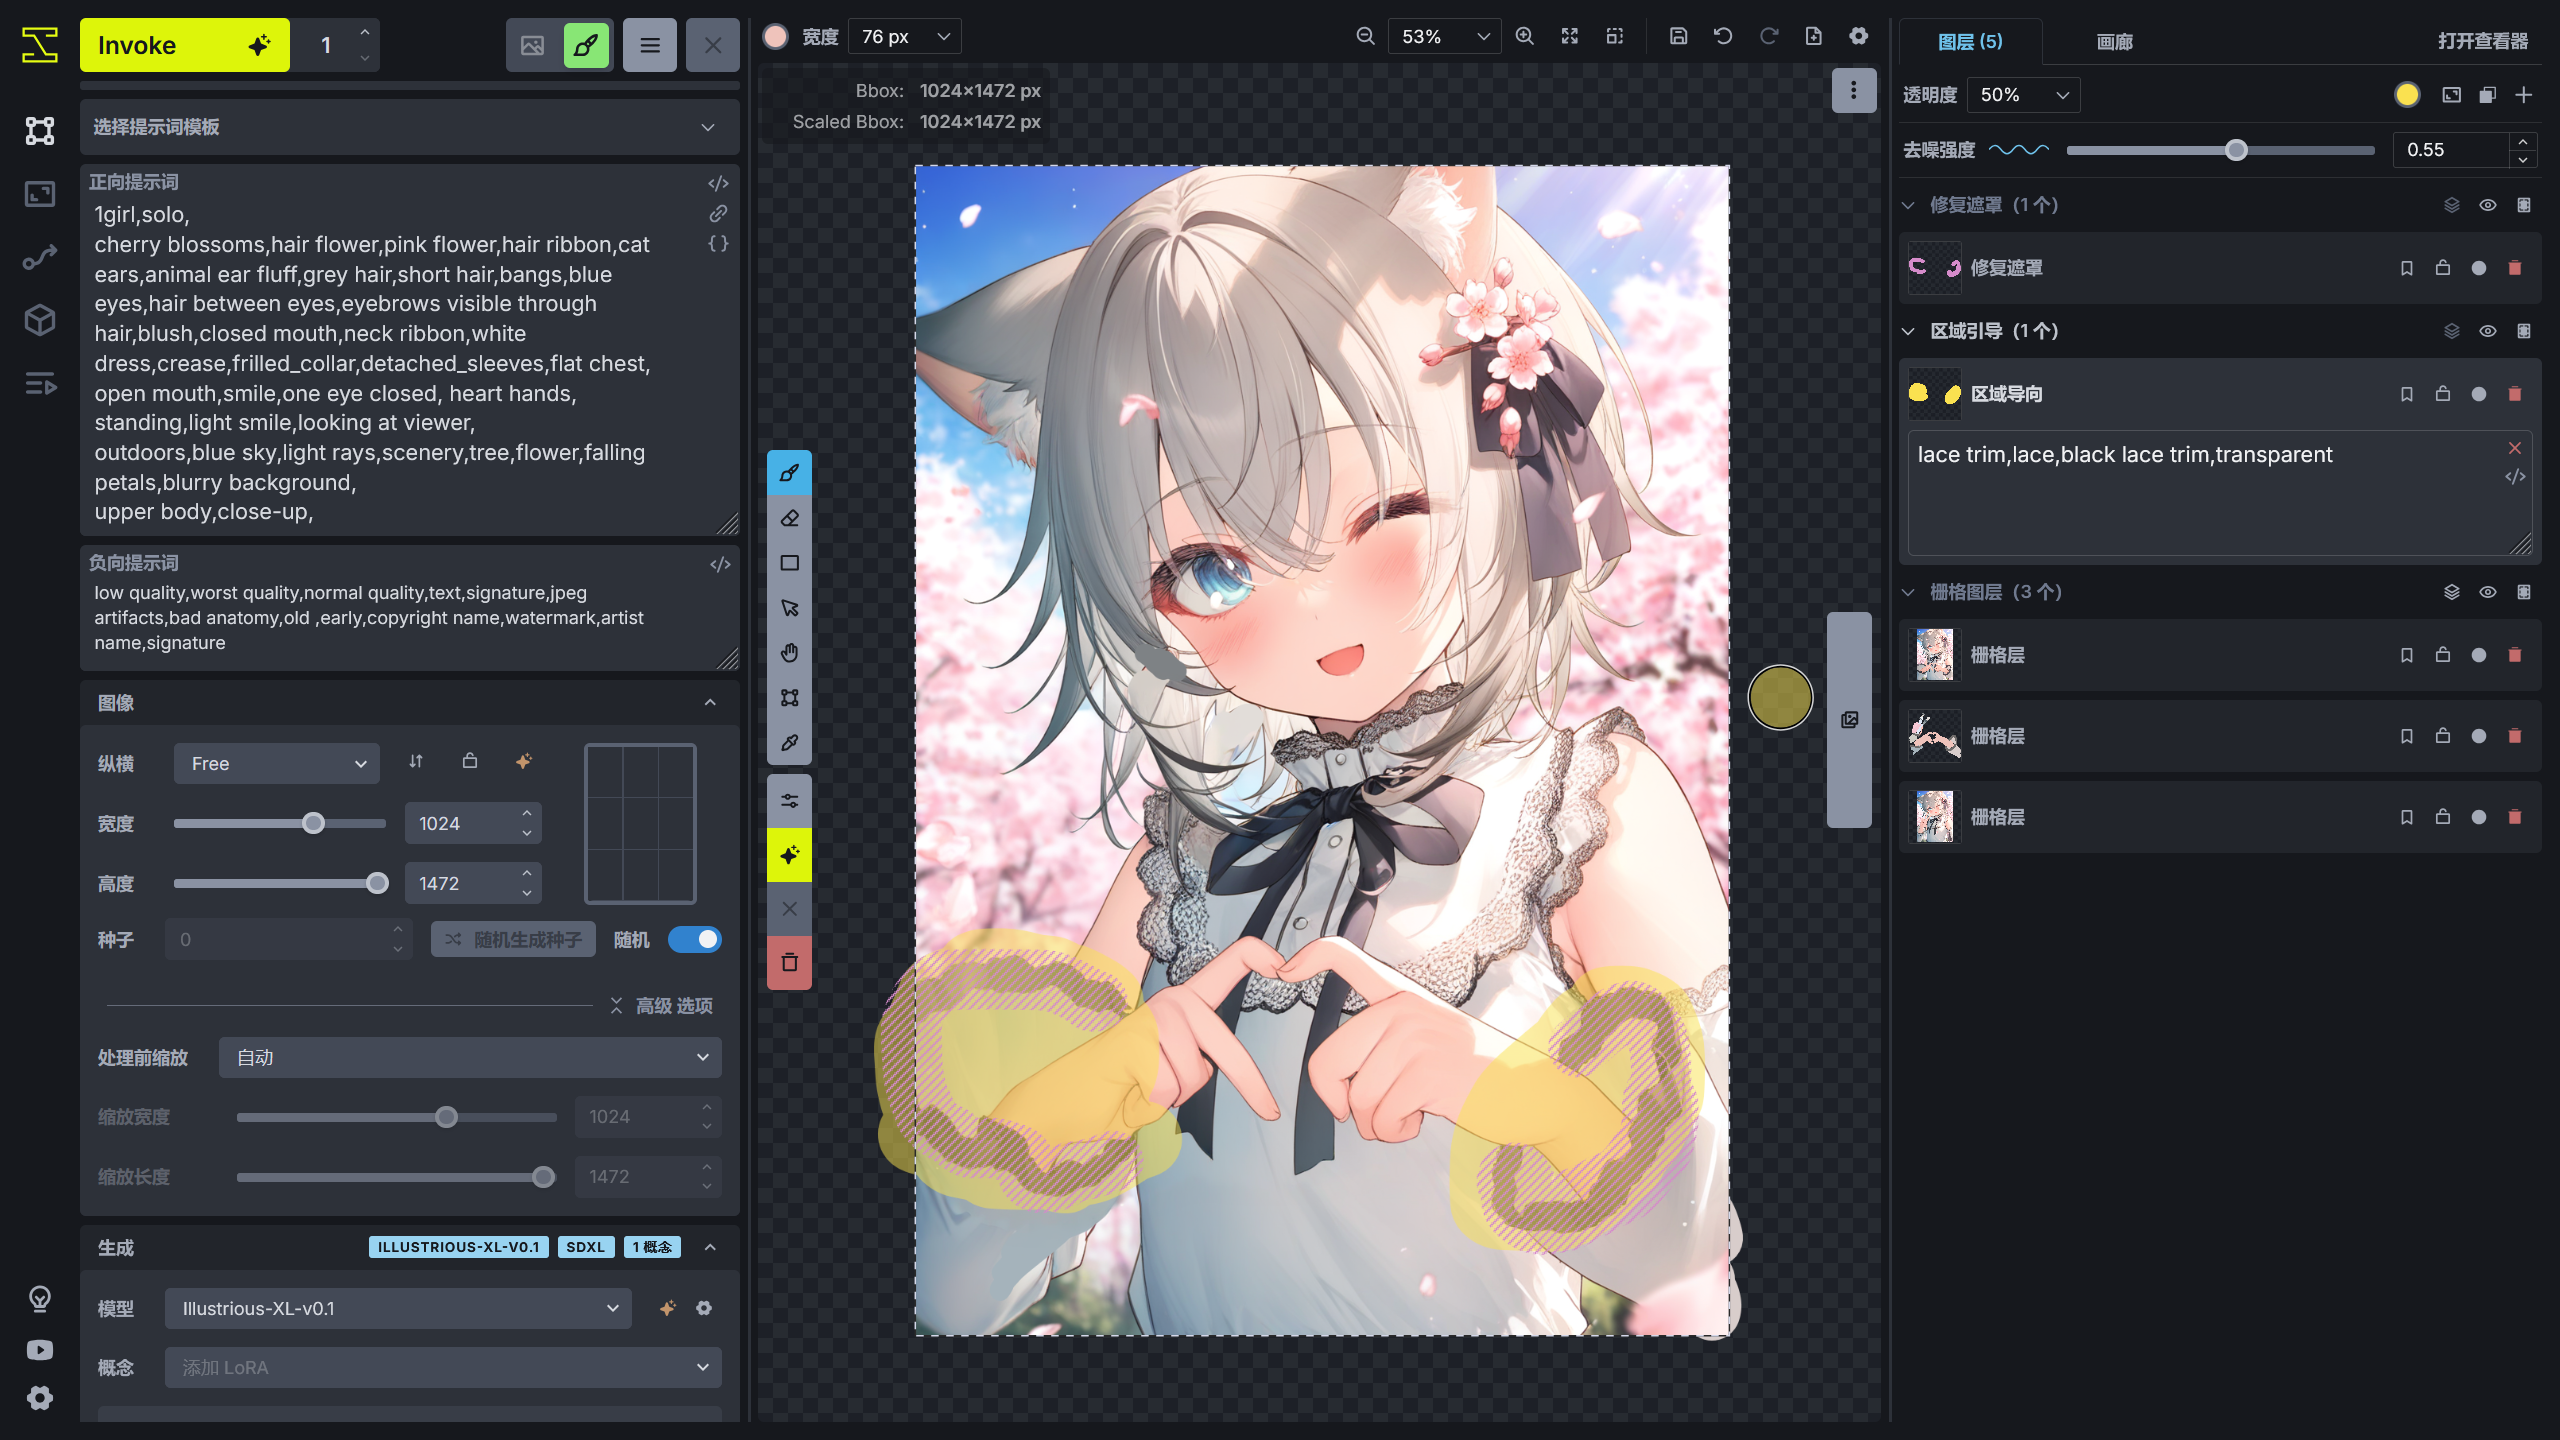 Invoke
1
宽度
76 px
53%
图层 (5)
画廊
打开查看器
Bbox: 1024×1472 px
Scaled Bbox: 1024×1472 px
透明度
50%
去噪强度
0.55
选择提示词模板
正向提示词
1girl,solo,
cherry blossoms,hair flower,pink flower,hair ribbon,cat
ears,animal ear fluff,grey hair,short hair,bangs,blue
eyes,hair between eyes,eyebrows visible through
hair,blush,closed mouth,neck ribbon,white
dress,crease,frilled_collar,detached_sleeves,flat chest,
open mouth,smile,one eye closed, heart hands,
standing,light smile,looking at viewer,
outdoors,blue sky,light rays,scenery,tree,flower,falling
petals,blurry background,
upper body,close-up,
负向提示词
low quality,worst quality,normal quality,text,signature,jpeg
artifacts,bad anatomy,old ,early,copyright name,watermark,artist
name,signature
图像
纵横
Free
宽度
1024
高度
1472
种子
0
随机生成种子
随机
高级 选项
处理前缩放
自动
缩放宽度
1024
缩放长度
1472
生成
ILLUSTRIOUS-XL-V0.1
SDXL
1 概念
模型
Illustrious-XL-v0.1
概念
添加 LoRA
修复遮罩 (1 个)
修复遮罩
区域引导 (1 个)
区域导向
lace trim,lace,black lace trim,transparent
栅格图层 (3 个)
栅格层
栅格层
栅格层